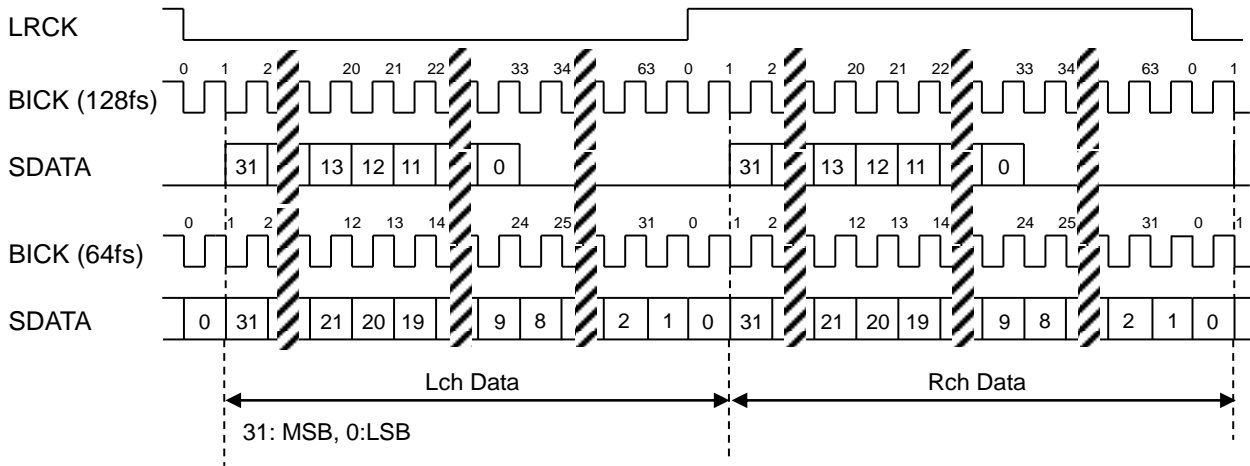 LRCK
0 1 2 20 21 22 33 34 63 0 1 2 20 21 22 33 34 63 0 1
BICK (128fs)
SDATA 31 13 12 11 0 31 13 12 11 0
0 1 2 12 13 14 24 25 31 0 1 2 12 13 14 24 25 31 0 1
BICK (64fs)
SDATA 0 31 21 20 19 9 8 2 1 0 31 21 20 19 9 8 2 1 0
Lch Data Rch Data
31: MSB, 0:LSB